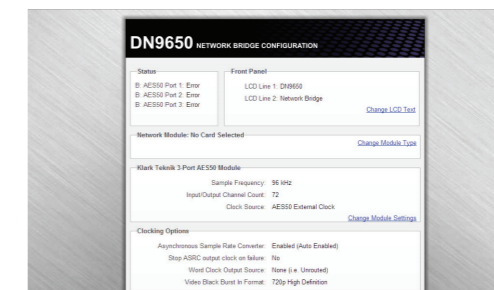 DN9650 NETWORK BRIDGE CONFIGURATION
Status
B: AES50 Port 1: Error
B: AES50 Port 2: Error
B: AES50 Port 3: Error
Front Panel
LCD Line 1: DN9650
LCD Line 2: Network Bridge
Change LCD Text
Network Module: No Card Selected
Change Module Type
Klark Teknik 3-Port AES50 Module
Sample Frequency: 96 kHz
Input/Output Channel Count: 72
Clock Source: AES50 External Clock
Change Module Settings
Clocking Options
Asynchronous Sample Rate Converter: Enabled (Auto Enabled)
Stop ASRC output clock on failure: No
Word Clock Output Source: None (i.e. Unrouted)
Video Black Burst In Format: 720p High Definition